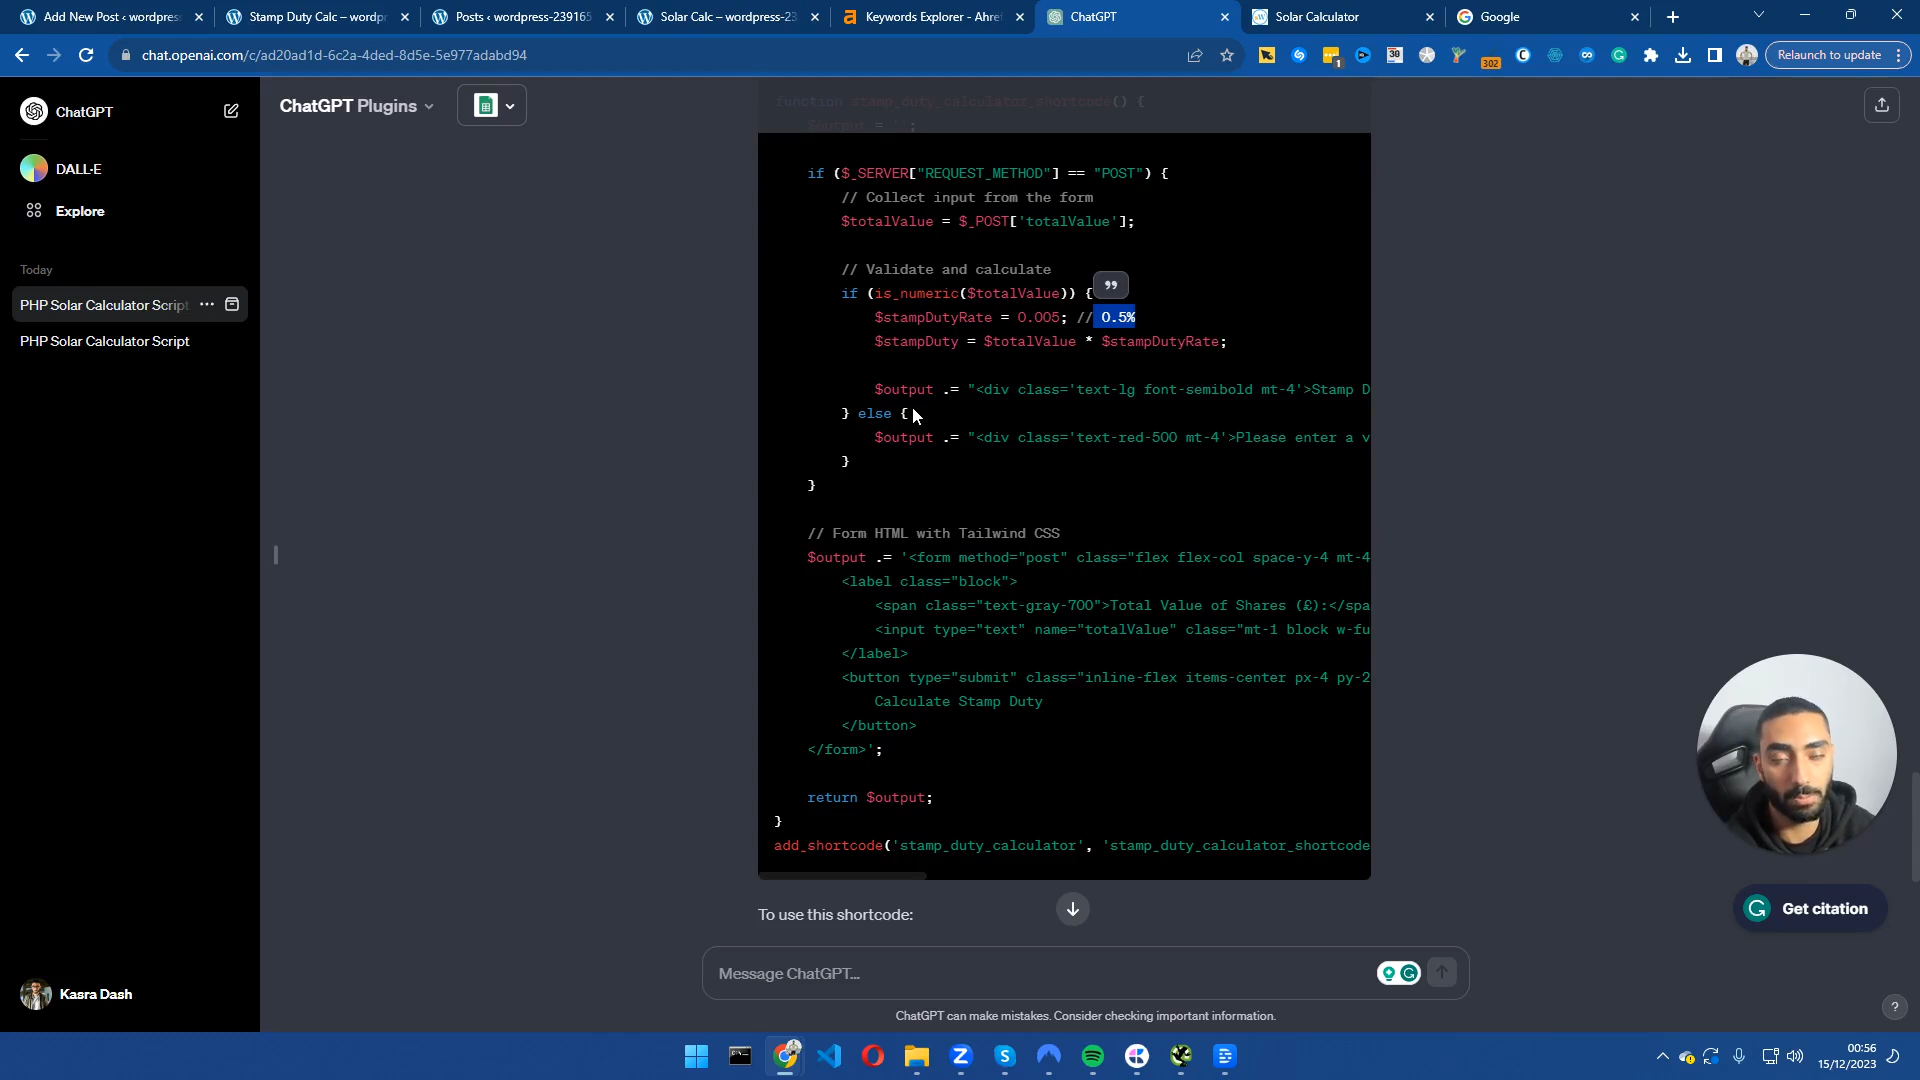 Add New Post ‹ wordpress
Stamp Duty Calc – wordpr
Posts ‹ wordpress-239165
Solar Calc – wordpress-23
Keywords Explorer - Ahre
ChatGPT
Solar Calculator
Google
chat.openai.com/c/ad20ad1d-6c2a-4ded-8d5e-5e977adabd94
1
30
302
Relaunch to update
ChatGPT
DALL·E
Explore
Today
PHP Solar Calculator Script
PHP Solar Calculator Script
Kasra Dash
ChatGPT Plugins
function stamp_duty_calculator_shortcode() {
$output = '';
if ($_SERVER["REQUEST_METHOD"] == "POST") {
// Collect input from the form
$totalValue = $_POST['totalValue'];
// Validate and calculate
if (is_numeric($totalValue)) {
$stampDutyRate = 0.005; // 0.5%
$stampDuty = $totalValue * $stampDutyRate;
$output .= "<div class='text-lg font-semibold mt-4'>Stamp D
} else {
$output .= "<div class='text-red-500 mt-4'>Please enter a v
}
}
// Form HTML with Tailwind CSS
$output .= '<form method="post" class="flex flex-col space-y-4 mt-4
<label class="block">
<span class="text-gray-700">Total Value of Shares (£):</spa
<input type="text" name="totalValue" class="mt-1 block w-fu
</label>
<button type="submit" class="inline-flex items-center px-4 py-2
Calculate Stamp Duty
</button>
</form>';
return $output;
}
add_shortcode('stamp_duty_calculator', 'stamp_duty_calculator_shortcode
To use this shortcode:
Message ChatGPT...
ChatGPT can make mistakes. Consider checking important information.
Get citation
?
00:56
15/12/2023